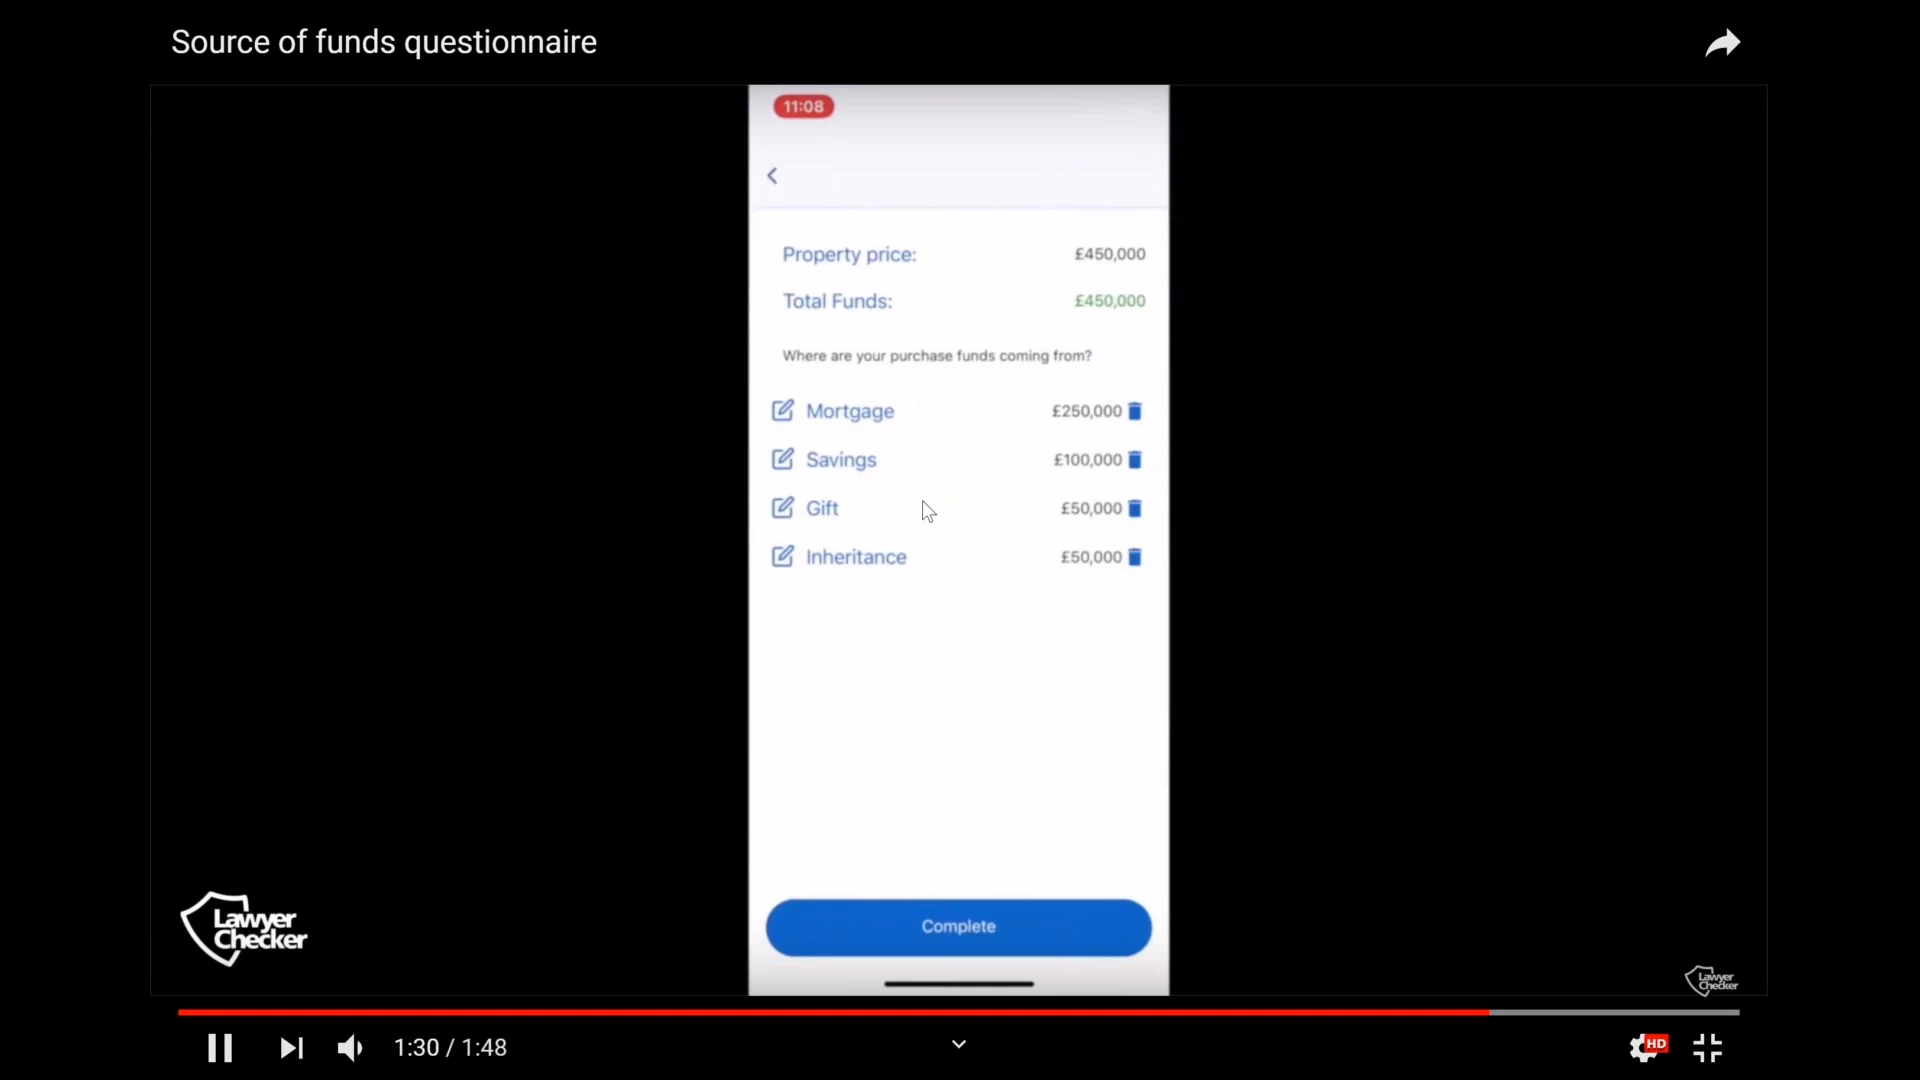 Source of funds questionnaire
11:08
Property price: £450,000
Total Funds: £450,000
Where are your purchase funds coming from?
Mortgage £250,000
Savings £100,000
Gift £50,000
Inheritance £50,000
Complete
Lawyer
Checker
Lawyer
Checker
1:30 / 1:48
HD